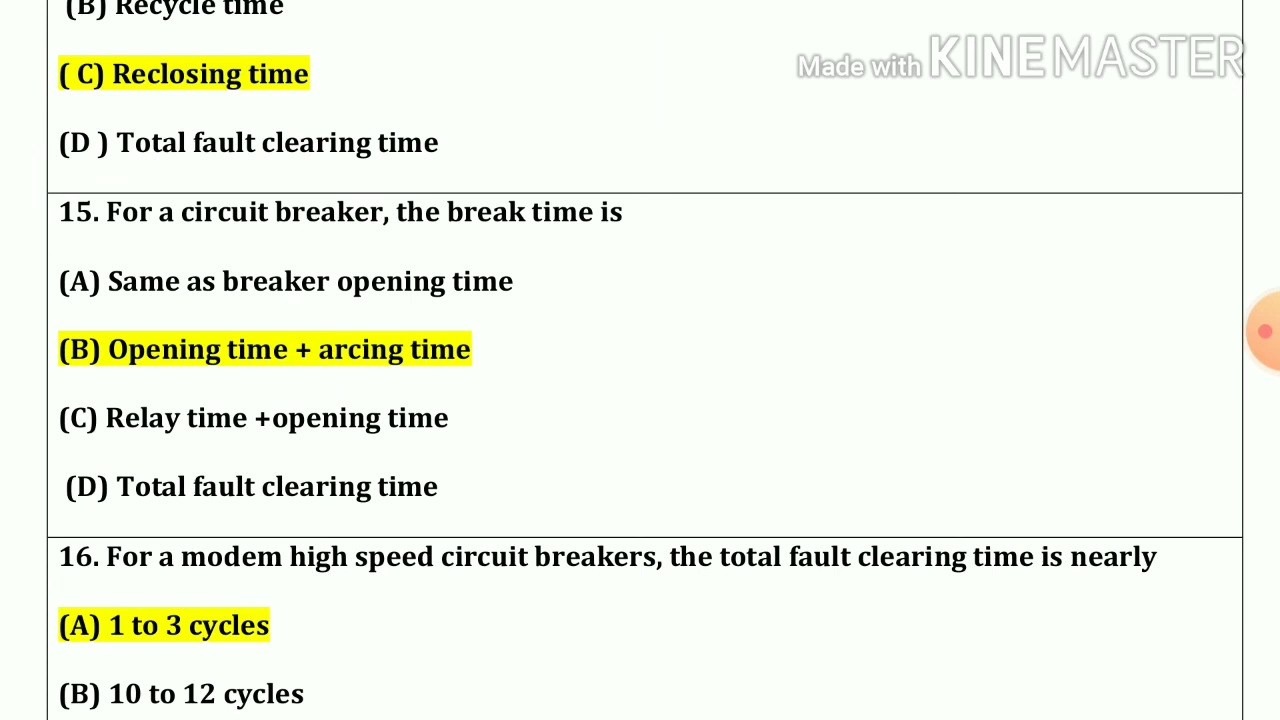 (B) Recycle time
Made with KINEMASTER
( C) Reclosing time
(D ) Total fault clearing time
15. For a circuit breaker, the break time is
(A) Same as breaker opening time
(B) Opening time + arcing time
(C) Relay time +opening time
(D) Total fault clearing time
16. For a modem high speed circuit breakers, the total fault clearing time is nearly
(A) 1 to 3 cycles
(B) 10 to 12 cycles